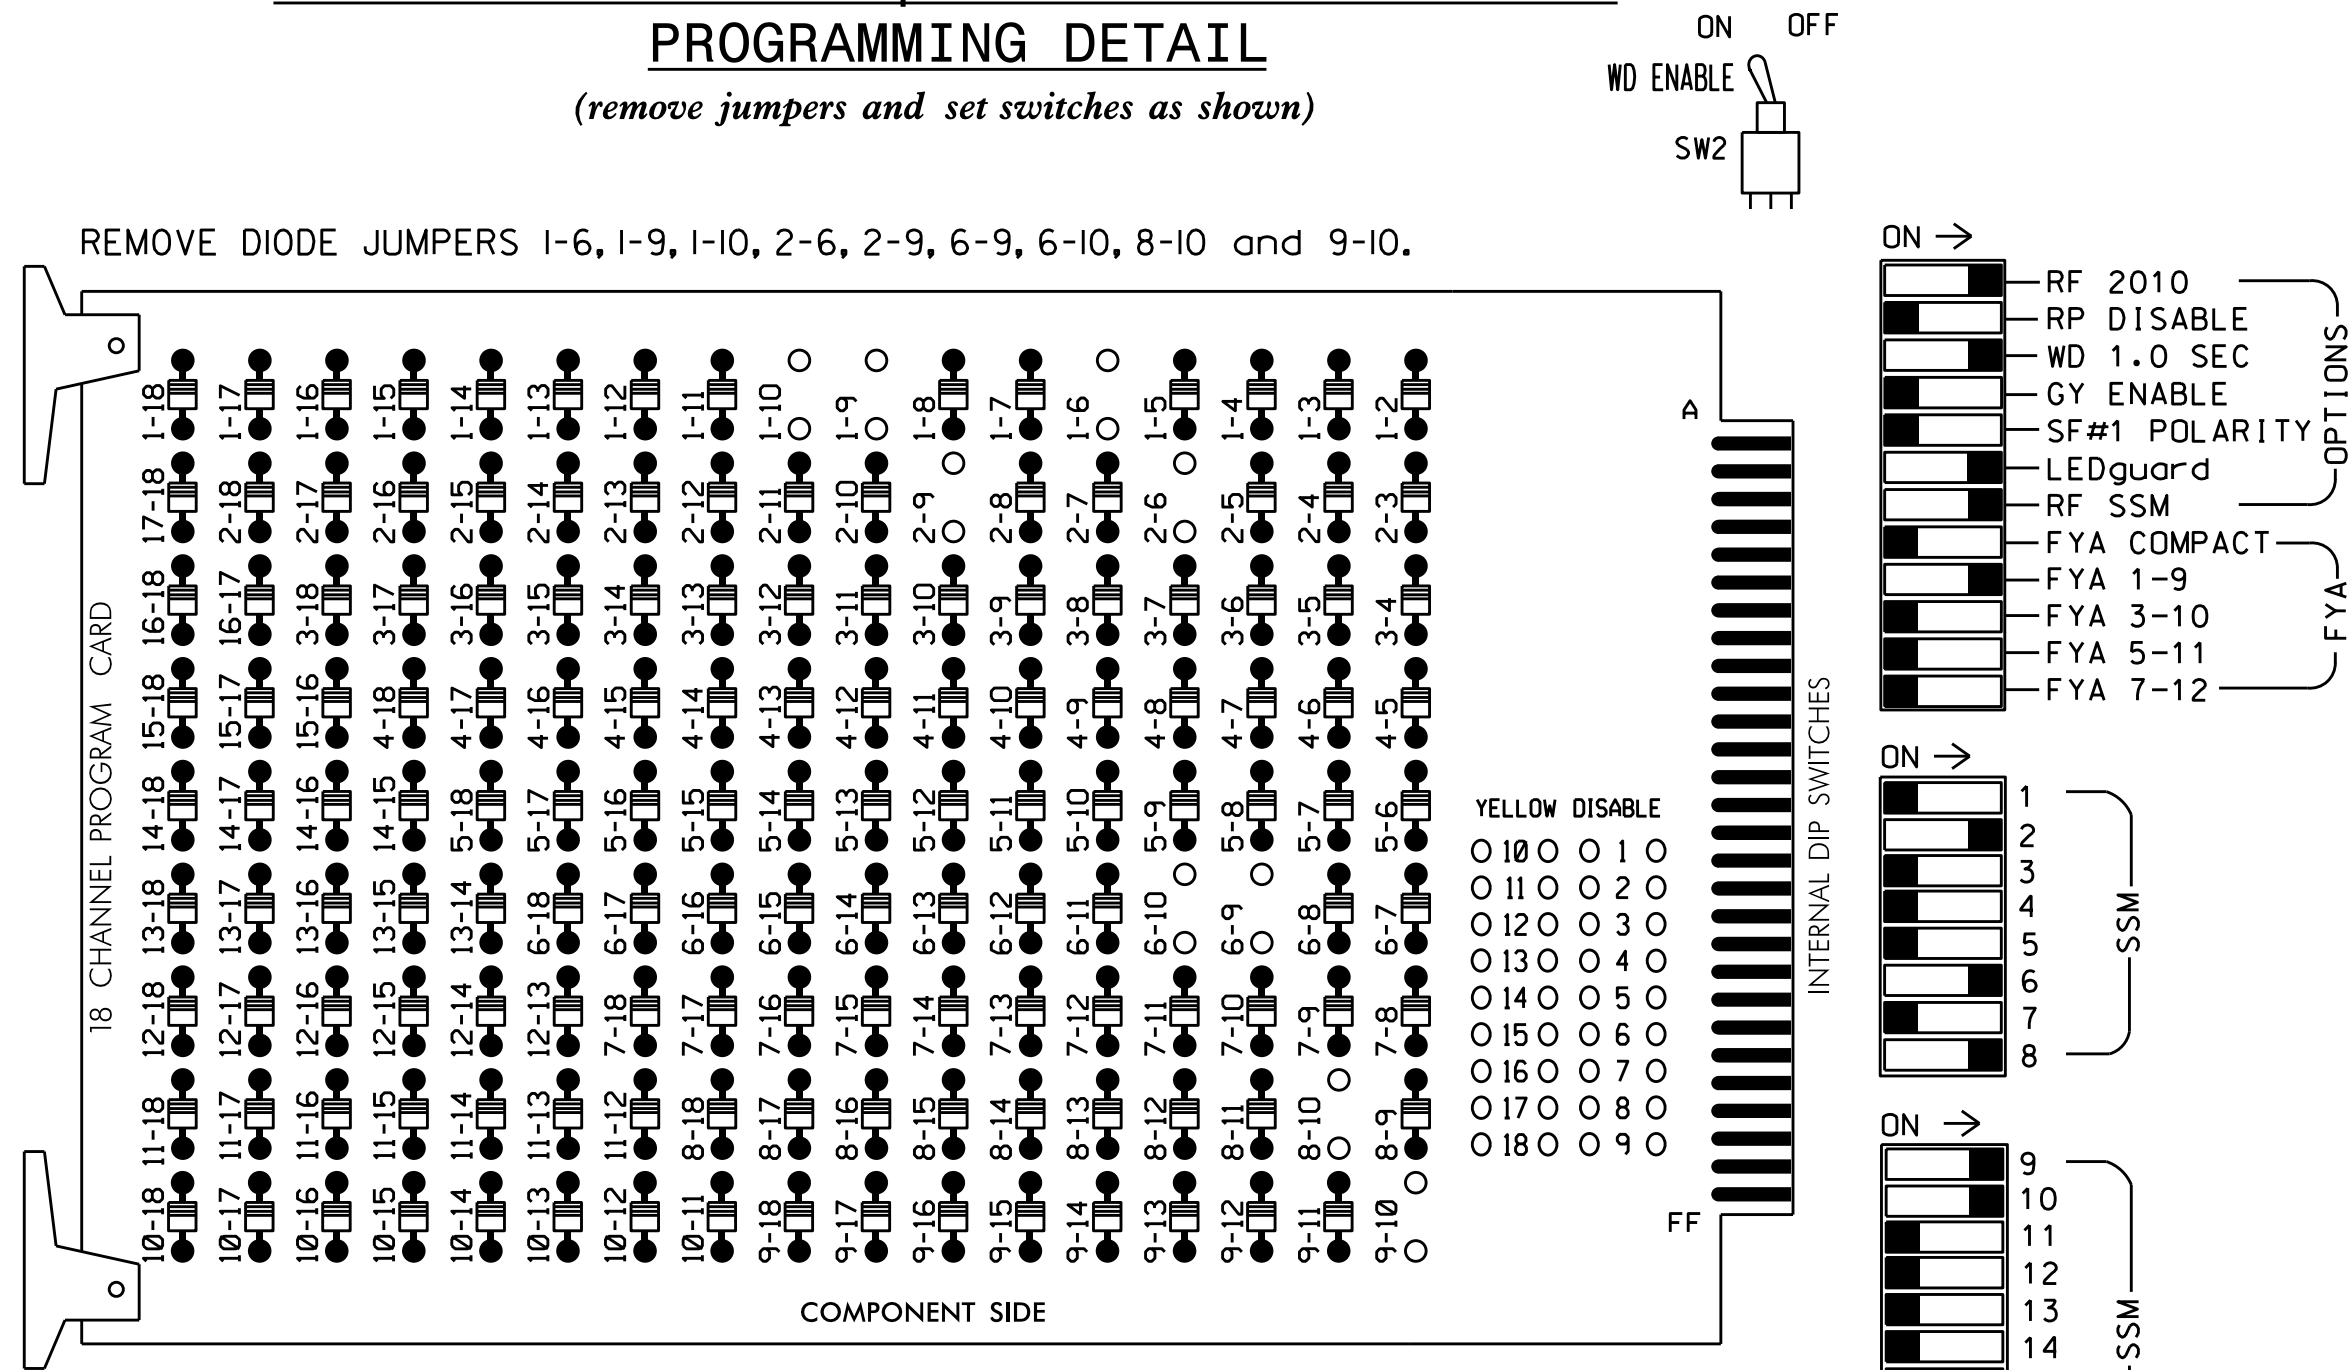 PROGRAMMING DETAIL
(remove jumpers and set switches as shown)
ON OFF
WD ENABLE
SW2
REMOVE DIODE JUMPERS 1-6, 1-9, 1-10, 2-6, 2-9, 6-9, 6-10, 8-10 and 9-10.
18 CHANNEL PROGRAM CARD
1-18 1-17 1-16 1-15 1-14 1-13 1-12 1-11 1-10 1-9 1-8 1-7 1-6 1-5 1-4 1-3 1-2
17-18 2-18 2-17 2-16 2-15 2-14 2-13 2-12 2-11 2-10 2-9 2-8 2-7 2-6 2-5 2-4 2-3
16-18 16-17 3-18 3-17 3-16 3-15 3-14 3-13 3-12 3-11 3-10 3-9 3-8 3-7 3-6 3-5 3-4
15-18 15-17 15-16 4-18 4-17 4-16 4-15 4-14 4-13 4-12 4-11 4-10 4-9 4-8 4-7 4-6 4-5
14-18 14-17 14-16 14-15 5-18 5-17 5-16 5-15 5-14 5-13 5-12 5-11 5-10 5-9 5-8 5-7 5-6
13-18 13-17 13-16 13-15 13-14 6-18 6-17 6-16 6-15 6-14 6-13 6-12 6-11 6-10 6-9 6-8 6-7
12-18 12-17 12-16 12-15 12-14 12-13 7-18 7-17 7-16 7-15 7-14 7-13 7-12 7-11 7-10 7-9 7-8
11-18 11-17 11-16 11-15 11-14 11-13 11-12 8-18 8-17 8-16 8-15 8-14 8-13 8-12 8-11 8-10 8-9
10-18 10-17 10-16 10-15 10-14 10-13 10-12 10-11 9-18 9-17 9-16 9-15 9-14 9-13 9-12 9-11 9-10
COMPONENT SIDE
YELLOW DISABLE
10 1
11 2
12 3
13 4
14 5
15 6
16 7
17 8
18 9
A
FF
INTERNAL DIP SWITCHES
ON
RF 2010
RP DISABLE
WD 1.0 SEC
GY ENABLE
SF#1 POLARITY
LEDguard
RF SSM
OPTIONS
FYA COMPACT
FYA 1-9
FYA 3-10
FYA 5-11
FYA 7-12
FYA
ON
1
2
3
4
5
6
7
8
SSM
ON
9
10
11
12
13
14
SSM